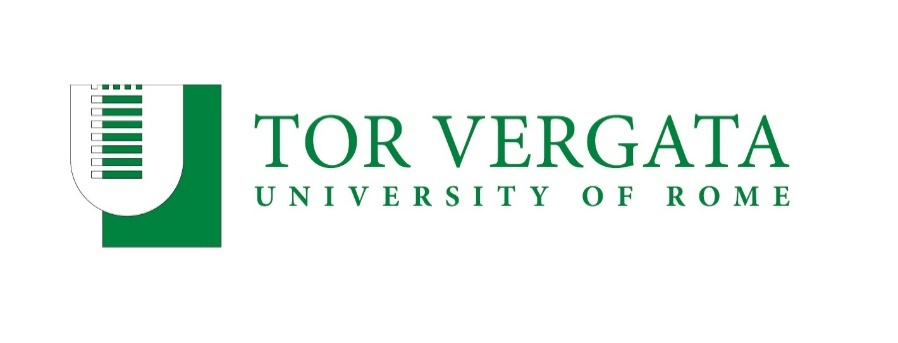 TOR VERGATA
UNIVERSITY OF ROME